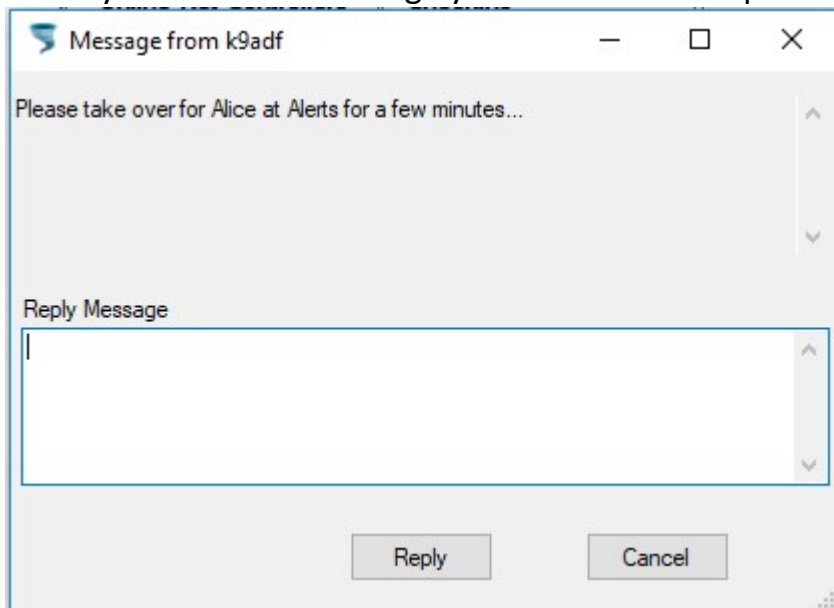 Message from k9adf
Please take over for Alice at Alerts for a few minutes...
Reply Message
Reply
Cancel